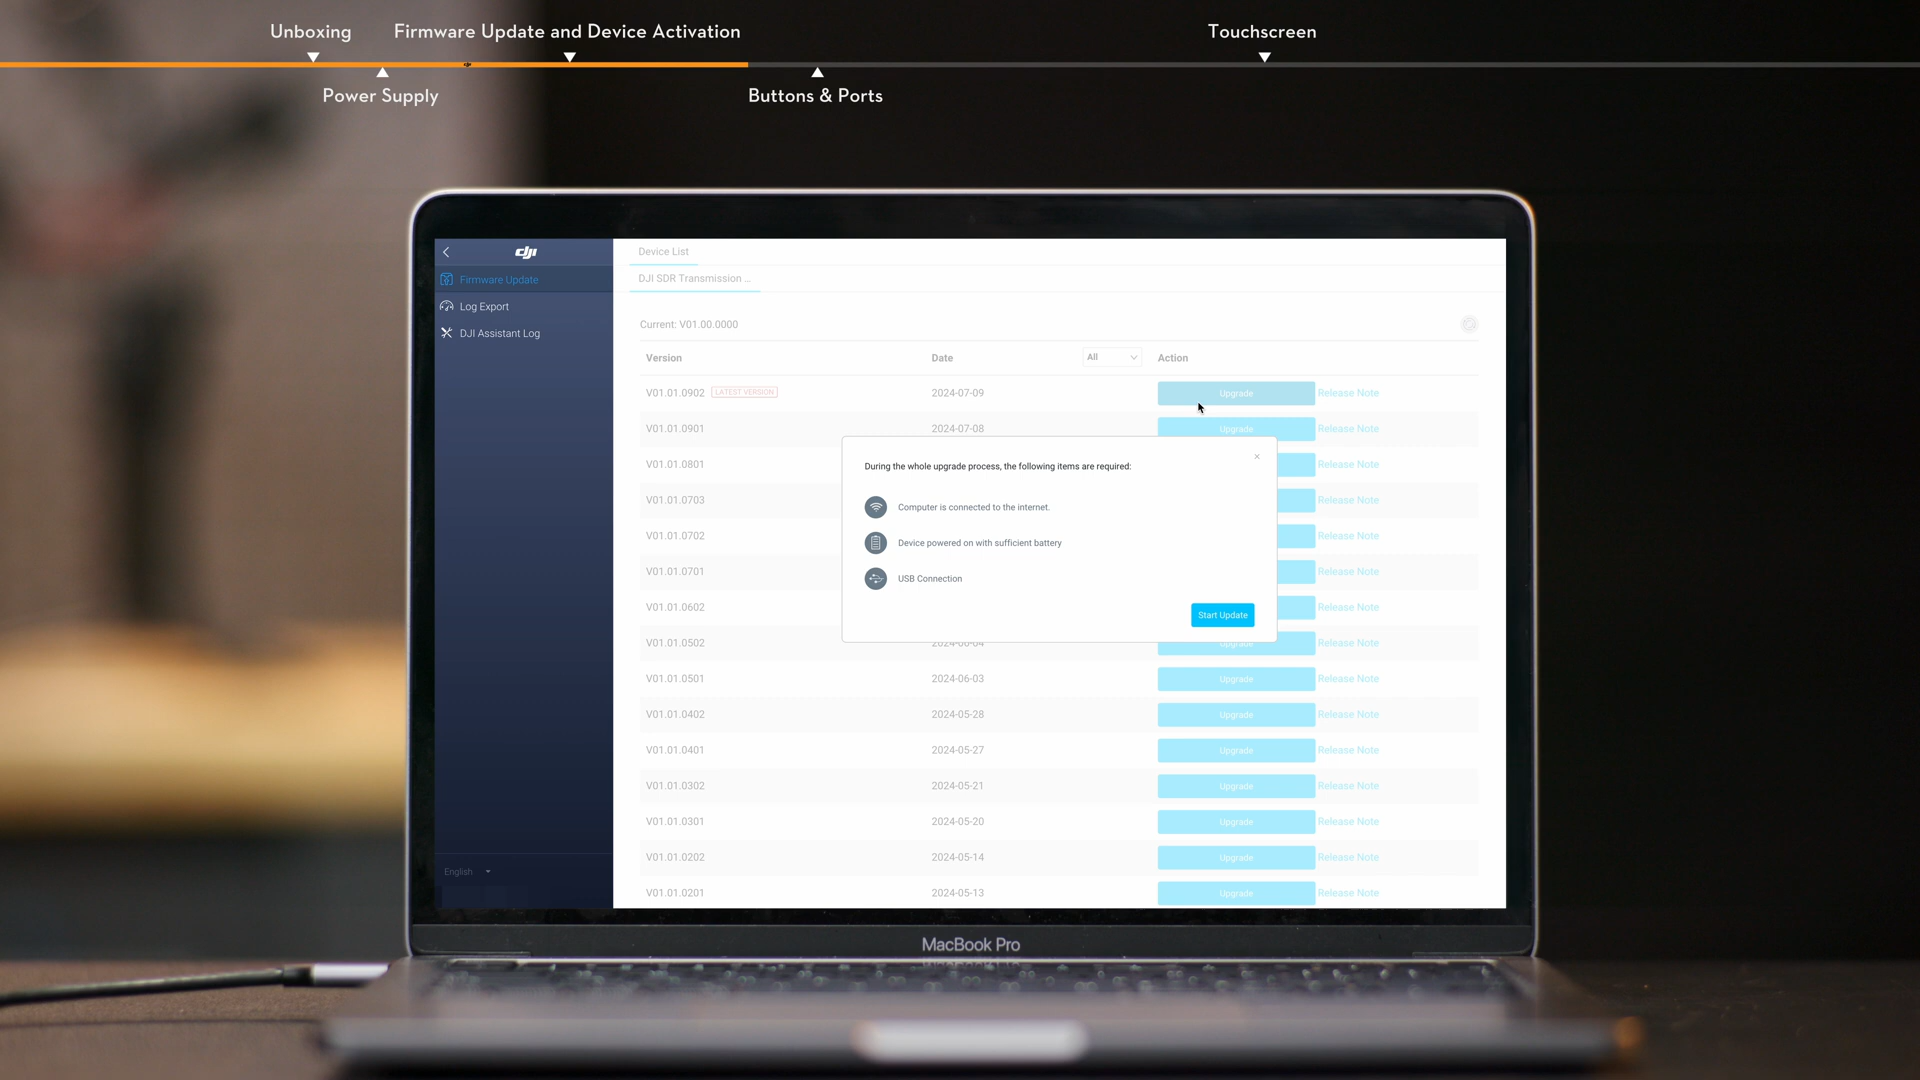 Unboxing
Firmware Update and Device Activation
Touchscreen
Power Supply
Buttons & Ports
dji
Firmware Update
Log Export
DJI Assistant Log
English
Device List
DJI SDR Transmission ...
Current: V01.00.0000
Version Date All Action
V01.01.0902 LATEST VERSION 2024-07-09 Upgrade Release Note
V01.01.0901 2024-07-08 Upgrade Release Note
V01.01.0801 Release Note
V01.01.0703 Release Note
V01.01.0702 Release Note
V01.01.0701 Release Note
V01.01.0602 Release Note
V01.01.0502 2024-06-04 Upgrade Release Note
V01.01.0501 2024-06-03 Upgrade Release Note
V01.01.0402 2024-05-28 Upgrade Release Note
V01.01.0401 2024-05-27 Upgrade Release Note
V01.01.0302 2024-05-21 Upgrade Release Note
V01.01.0301 2024-05-20 Upgrade Release Note
V01.01.0202 2024-05-14 Upgrade Release Note
V01.01.0201 2024-05-13 Upgrade Release Note
During the whole upgrade process, the following items are required:
Computer is connected to the internet.
Device powered on with sufficient battery
USB Connection
Start Update
MacBook Pro